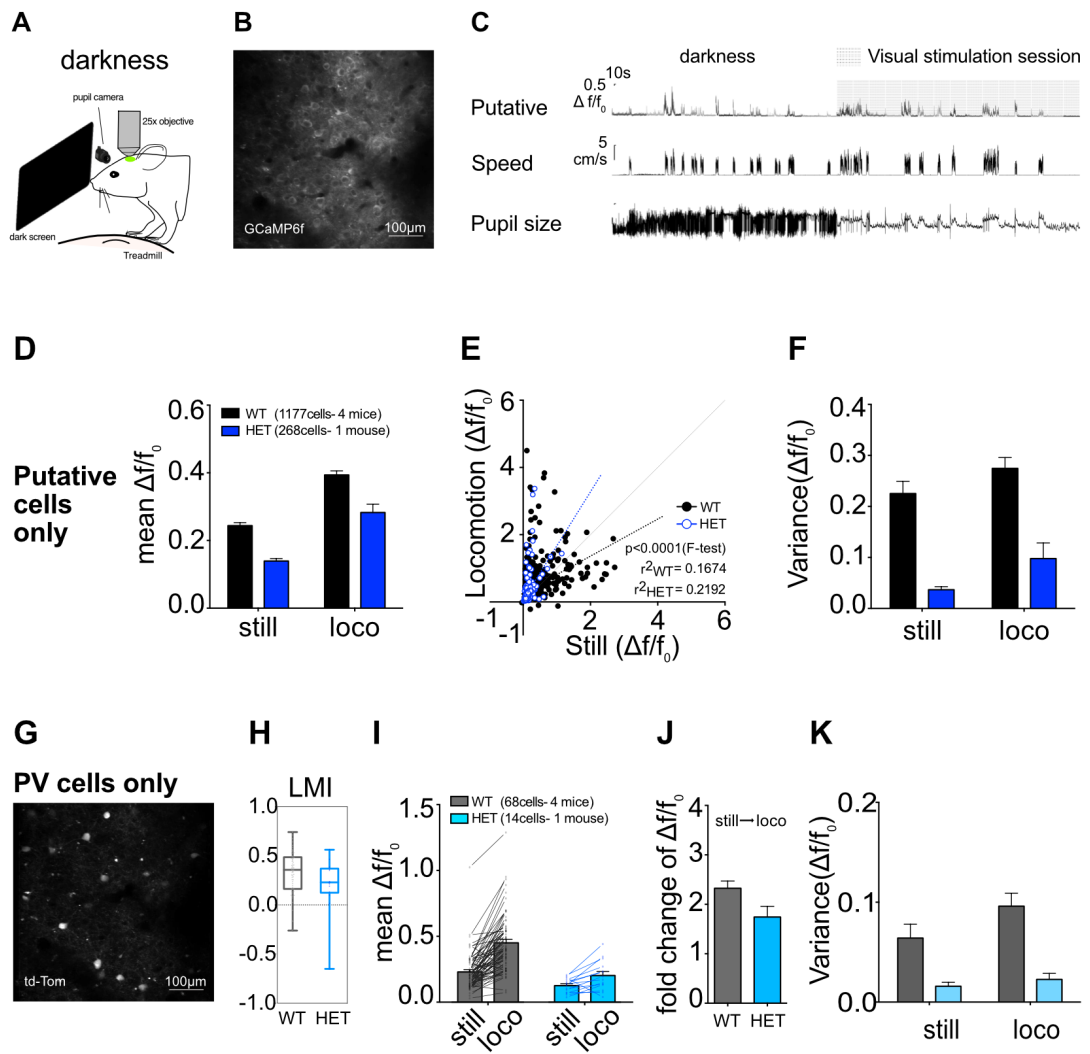 A
darkness
pupil camera
25x objective
dark screen
Treadmill
B
GCaMP6f
100μm
C
darkness
Visual stimulation session
10s
0.5
Δ f/f0
Putative
5
cm/s
Speed
Pupil size
D
Putative
cells
only
mean Δf/f0
0.6
0.4
0.2
0.0
WT (1177cells- 4 mice)
HET (268cells- 1 mouse)
still
loco
E
Locomotion (Δf/f0)
6
4
2
-1
-1
2
4
6
Still (Δf/f0)
WT
HET
p<0.0001(F-test)
r2WT= 0.1674
r2HET= 0.2192
F
Variance(Δf/f0)
0.4
0.3
0.2
0.1
0.0
still
loco
G
PV cells only
td-Tom
100μm
H
LMI
1.0
0.5
0.0
-0.5
-1.0
WT
HET
I
mean Δf/f0
1.5
1.0
0.5
0.0
WT (68cells- 4 mice)
HET (14cells- 1 mouse)
still
loco
still
loco
J
fold change of Δf/f0
4
3
2
1
0
still→loco
WT
HET
K
Variance(Δf/f0)
0.2
0.1
0.0
still
loco